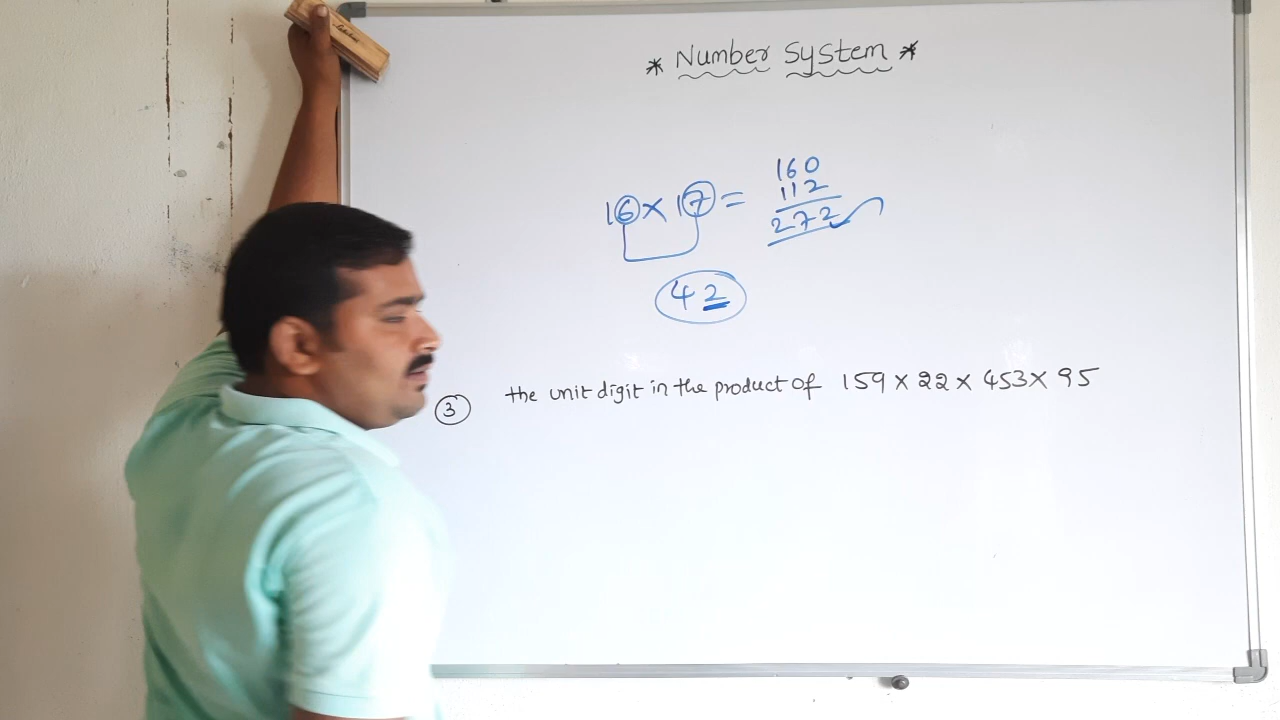 * Number System *
16 × 17 =
160
112
272
42
③ the unit digit in the product of 159 × 22 × 453 × 95